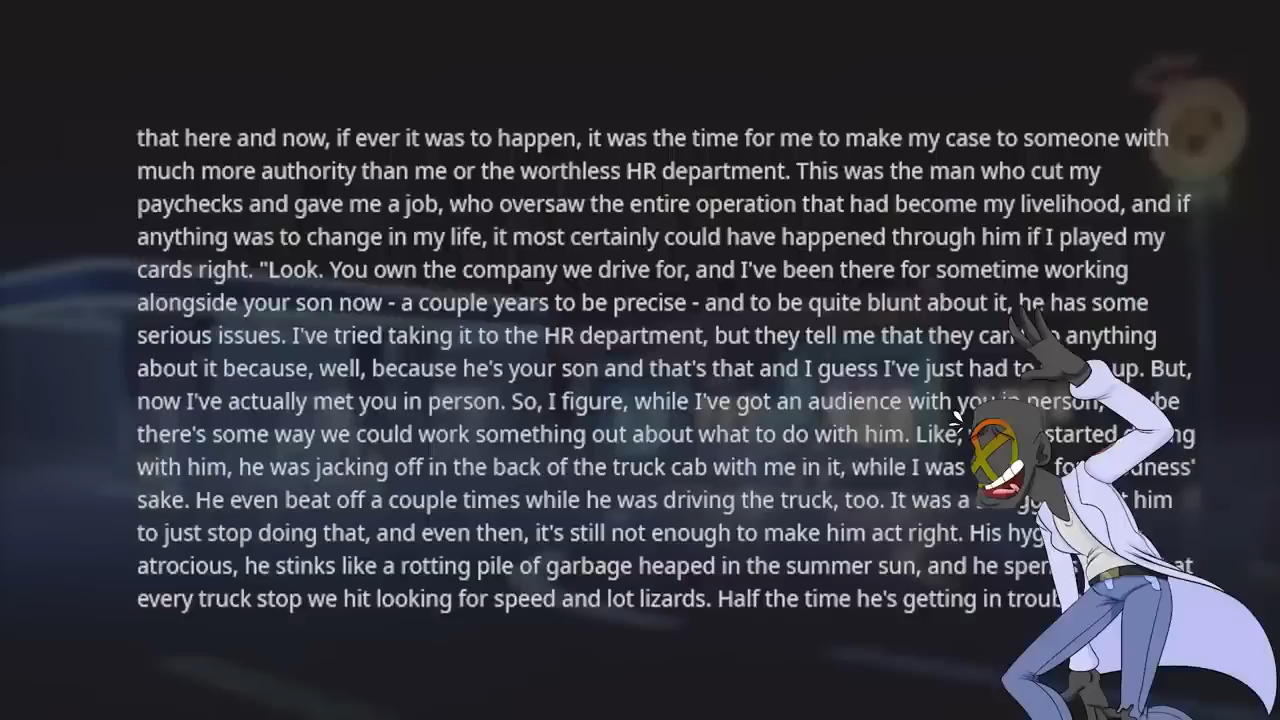 that here and now, if ever it was to happen, it was the time for me to make my case to someone with
much more authority than me or the worthless HR department. This was the man who cut my
paychecks and gave me a job, who oversaw the entire operation that had become my livelihood, and if
anything was to change in my life, it most certainly could have happened through him if I played my
cards right. "Look. You own the company we drive for, and I've been there for sometime working
alongside your son now - a couple years to be precise - and to be quite blunt about it, he has some
serious issues. I've tried taking it to the HR department, but they tell me that they anything
about it because, well, because he's your son and that's that and I guess I've just had to up. But,
now I've actually met you in person. So, I figure, while I've got an audience with you in person,
there's some way we could work something out about what to do with him. Like, started
with him, he was jacking off in the back of the truck cab with me in it, while I was
sake. He even beat off a couple times while he was driving the truck, too. It was a him
to just stop doing that, and even then, it's still not enough to make him act right. His
atrocious, he stinks like a rotting pile of garbage heaped in the summer sun, and he
every truck stop we hit looking for speed and lot lizards. Half the time he's getting in